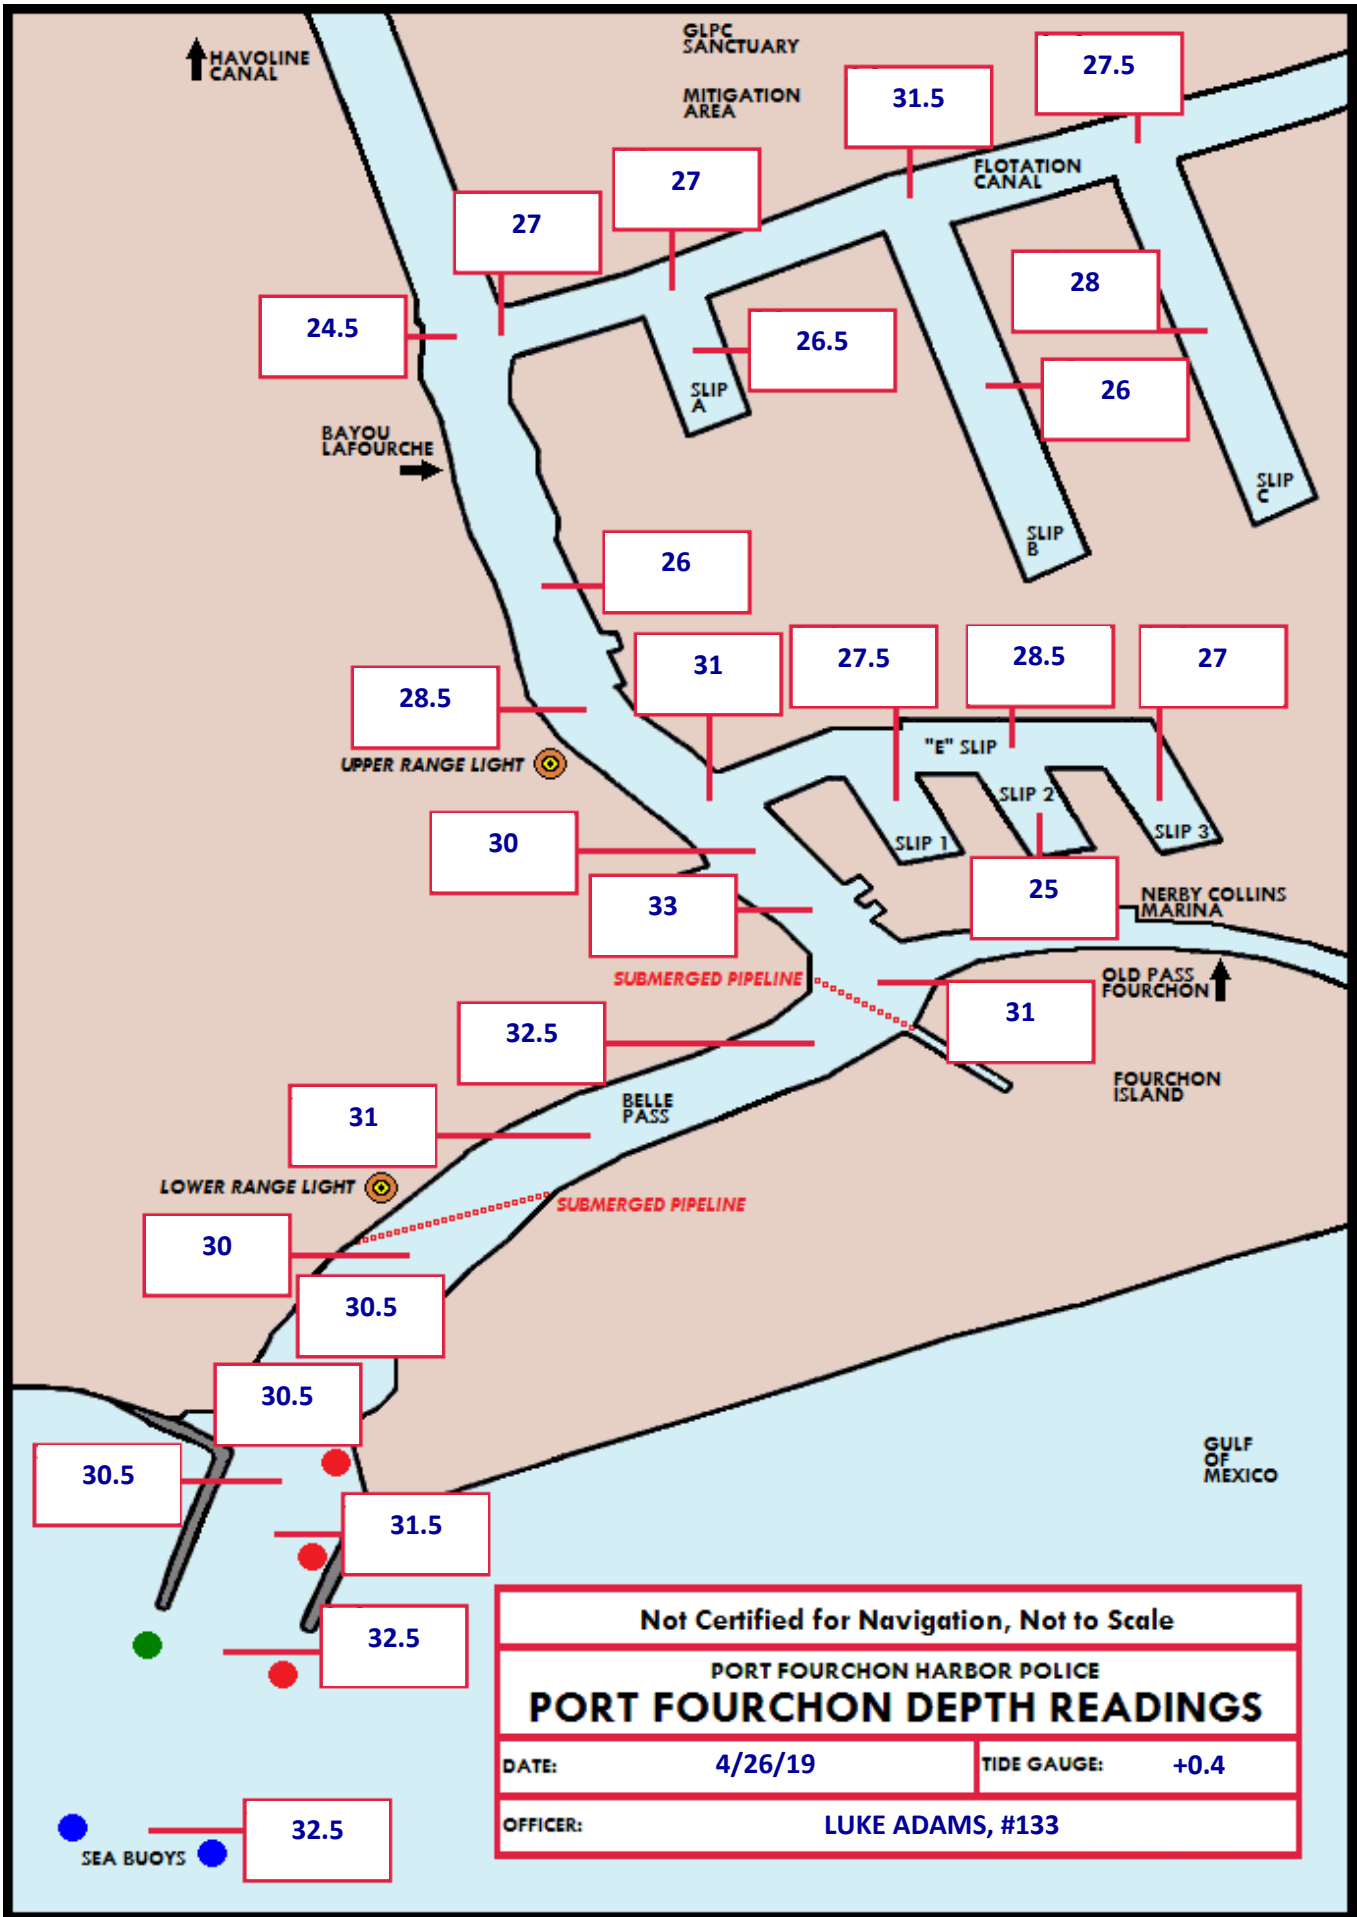 GLPC
SANCTUARY
HAVOLINE
CANAL
27.5
MITIGATION
AREA
31.5
FLOTATION
CANAL
27
27
28
24.5
26.5
26
SLIP
A
BAYOU
LAFOURCHE
SLIP
C
SLIP
B
26
31
27.5
28.5
27
28.5
UPPER RANGE LIGHT
"E" SLIP
SLIP 2
SLIP 1
SLIP 3
30
25
33
NERBY COLLINS
MARINA
SUBMERGED PIPELINE
OLD PASS
FOURCHON
31
32.5
FOURCHON
ISLAND
BELLE
PASS
31
LOWER RANGE LIGHT
SUBMERGED PIPELINE
30
30.5
30.5
30.5
GULF
OF
MEXICO
31.5
32.5
Not Certified for Navigation, Not to Scale
PORT FOURCHON HARBOR POLICE
PORT FOURCHON DEPTH READINGS
DATE: 4/26/19 TIDE GAUGE: +0.4
OFFICER: LUKE ADAMS, #133
32.5
SEA BUOYS